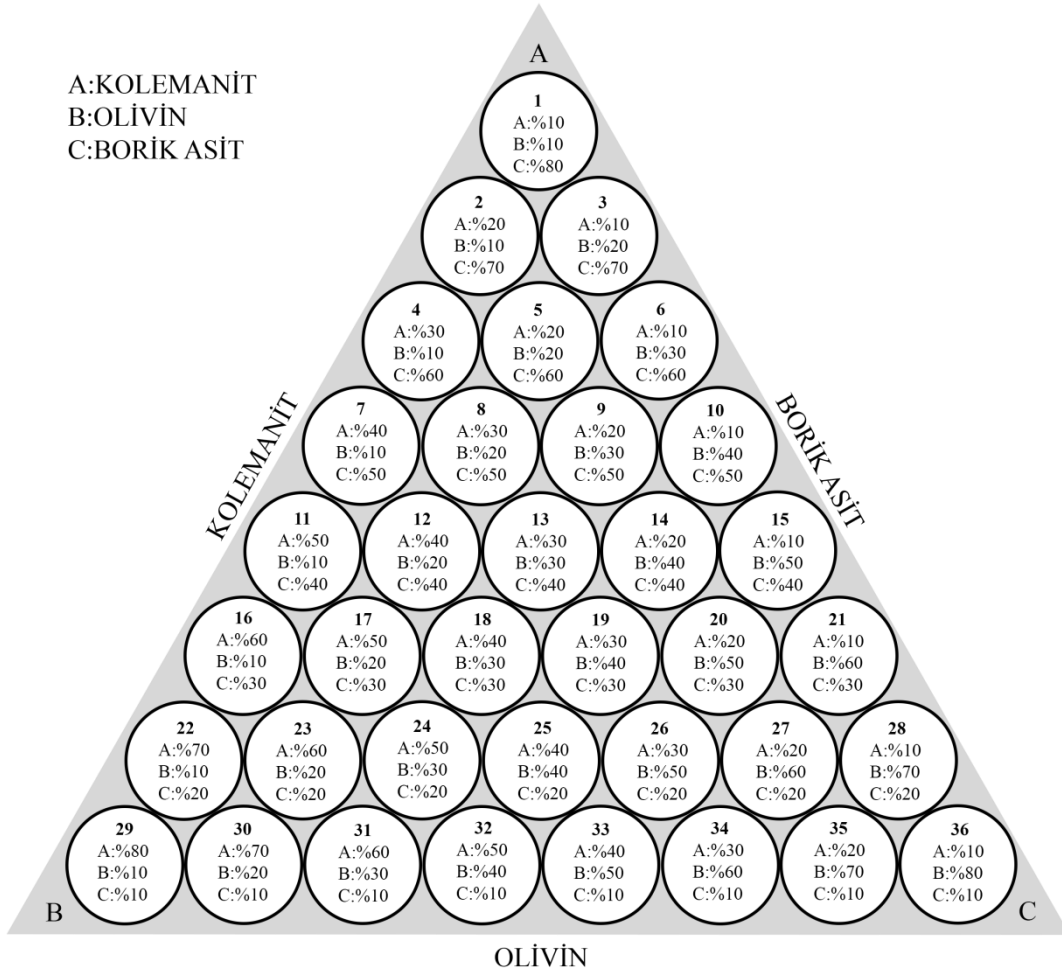 A
A:KOLEMANİT
B:OLİVİN
C:BORİK ASİT
1
A:%10
B:%10
C:%80
2
A:%20
B:%10
C:%70
3
A:%10
B:%20
C:%70
4
A:%30
B:%10
C:%60
5
A:%20
B:%20
C:%60
6
A:%10
B:%30
C:%60
KOLEMANİT
BORİK ASİT
7
A:%40
B:%10
C:%50
8
A:%30
B:%20
C:%50
9
A:%20
B:%30
C:%50
10
A:%10
B:%40
C:%50
11
A:%50
B:%10
C:%40
12
A:%40
B:%20
C:%40
13
A:%30
B:%30
C:%40
14
A:%20
B:%40
C:%40
15
A:%10
B:%50
C:%40
16
A:%60
B:%10
C:%30
17
A:%50
B:%20
C:%30
18
A:%40
B:%30
C:%30
19
A:%30
B:%40
C:%30
20
A:%20
B:%50
C:%30
21
A:%10
B:%60
C:%30
22
A:%70
B:%10
C:%20
23
A:%60
B:%20
C:%20
24
A:%50
B:%30
C:%20
25
A:%40
B:%40
C:%20
26
A:%30
B:%50
C:%20
27
A:%20
B:%60
C:%20
28
A:%10
B:%70
C:%20
29
A:%80
B:%10
C:%10
30
A:%70
B:%20
C:%10
31
A:%60
B:%30
C:%10
32
A:%50
B:%40
C:%10
33
A:%40
B:%50
C:%10
34
A:%30
B:%60
C:%10
35
A:%20
B:%70
C:%10
36
A:%10
B:%80
C:%10
B
C
OLİVİN